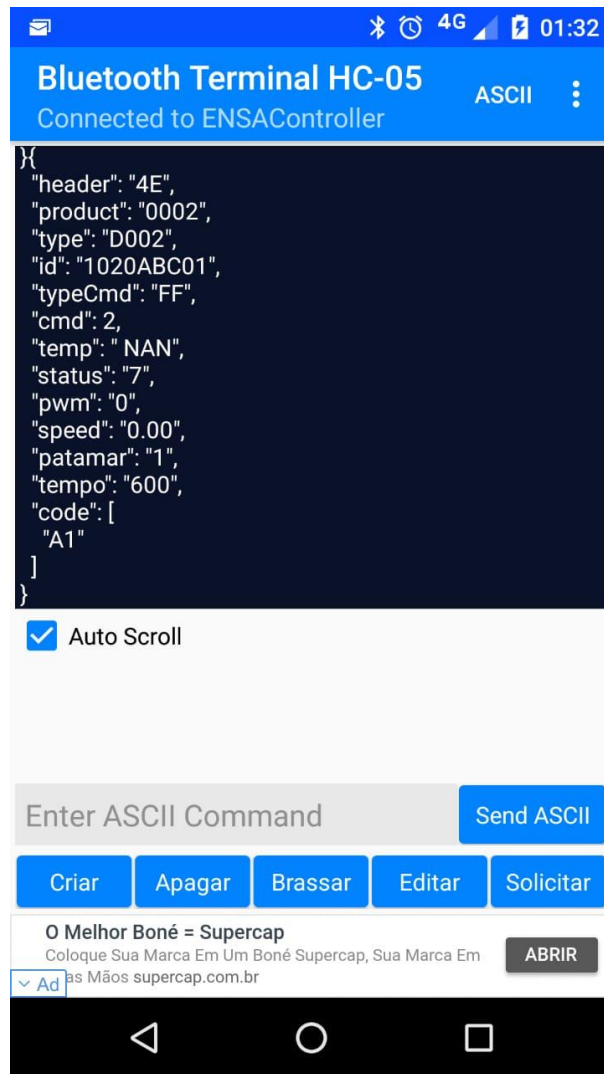 4G 01:32
Bluetooth Terminal HC-05
ASCII
Connected to ENSAController
}{
"header": "4E",
"product": "0002",
"type": "D002",
"id": "1020ABC01",
"typeCmd": "FF",
"cmd": 2,
"temp": " NAN",
"status": "7",
"pwm": "0",
"speed": "0.00",
"patamar": "1",
"tempo": "600",
"code": [
"A1"
]
}
Auto Scroll
Enter ASCII Command
Send ASCII
Criar Apagar Brassar Editar Solicitar
O Melhor Boné = Supercap
Coloque Sua Marca Em Um Boné Supercap, Sua Marca Em
as Mãos supercap.com.br
ABRIR
Ad